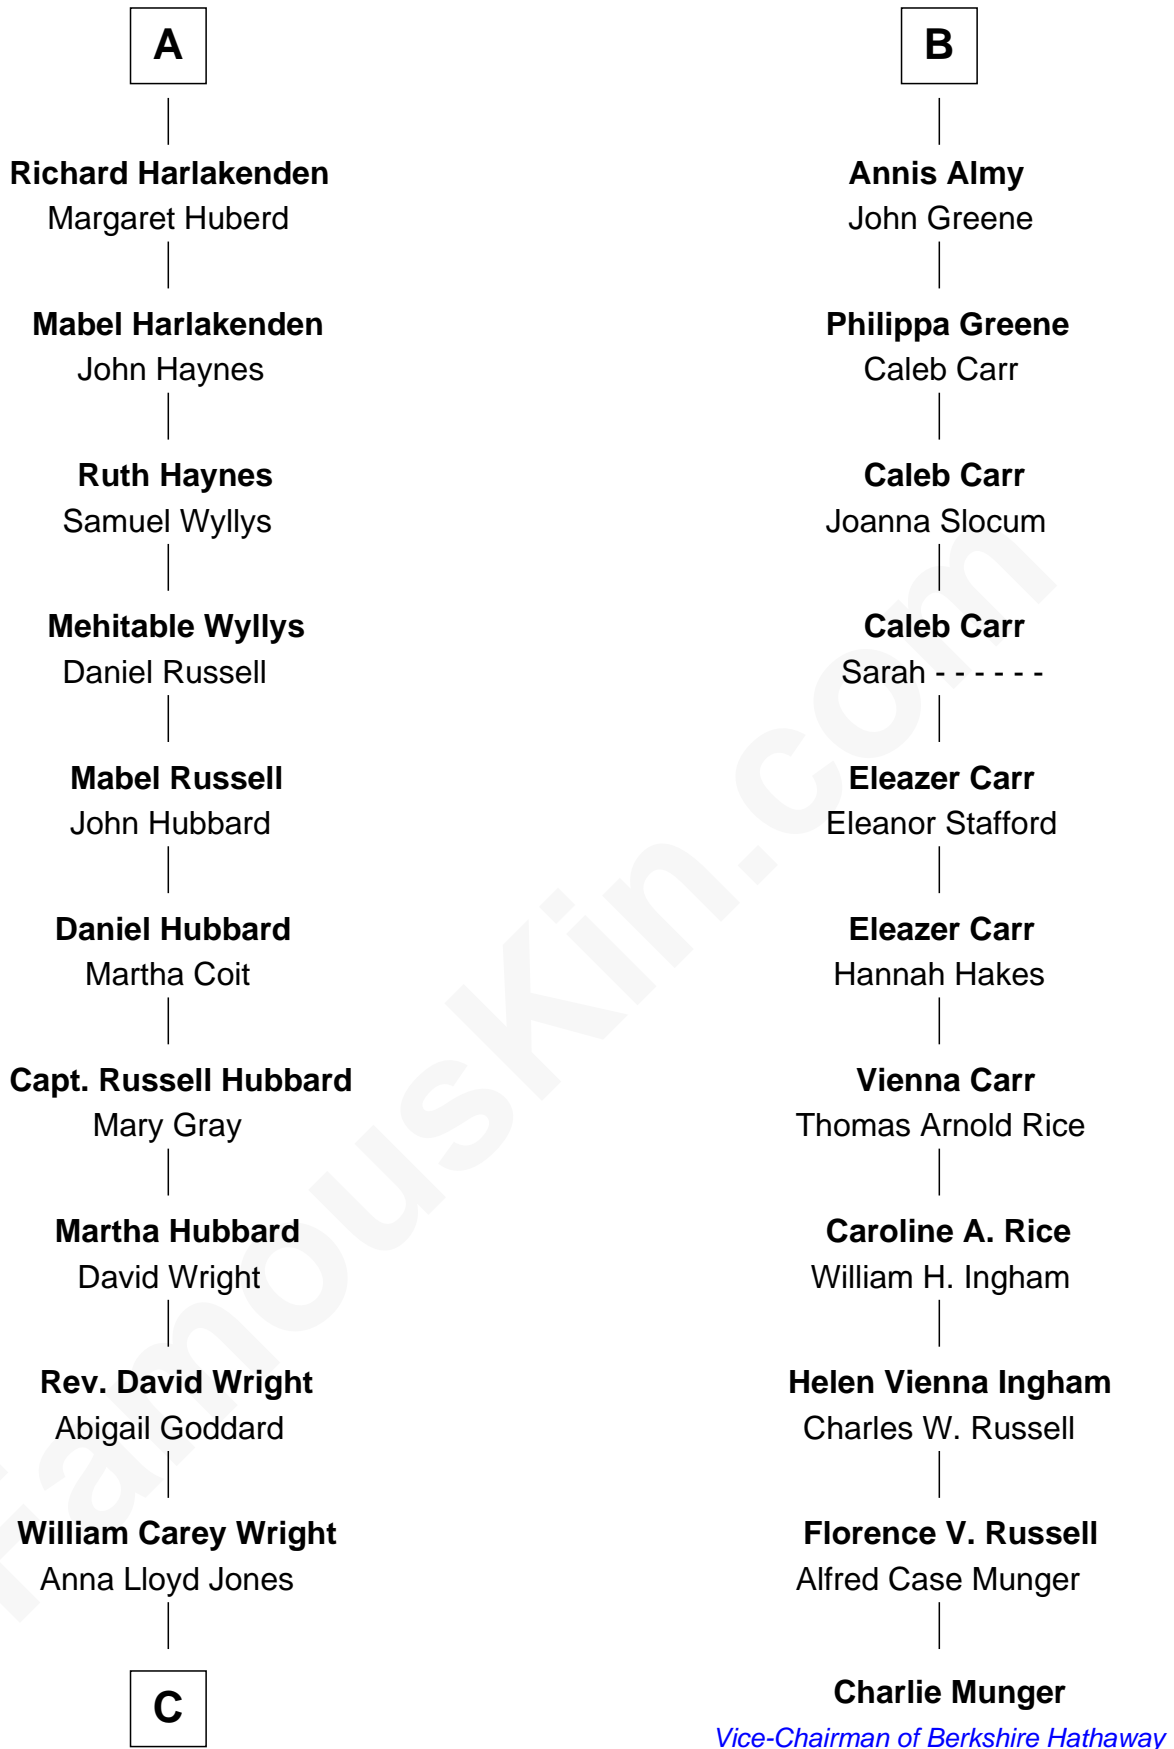 A
Richard Harlakenden
Margaret Huberd
Mabel Harlakenden
John Haynes
Ruth Haynes
Samuel Wyllys
Mehitable Wyllys
Daniel Russell
Mabel Russell
John Hubbard
Daniel Hubbard
Martha Coit
Capt. Russell Hubbard
Mary Gray
Martha Hubbard
David Wright
Rev. David Wright
Abigail Goddard
William Carey Wright
Anna Lloyd Jones
C
B
Annis Almy
John Greene
Philippa Greene
Caleb Carr
Caleb Carr
Joanna Slocum
Caleb Carr
Sarah - - - - - -
Eleazer Carr
Eleanor Stafford
Eleazer Carr
Hannah Hakes
Vienna Carr
Thomas Arnold Rice
Caroline A. Rice
William H. Ingham
Helen Vienna Ingham
Charles W. Russell
Florence V. Russell
Alfred Case Munger
Charlie Munger
Vice-Chairman of Berkshire Hathaway
FamousKin.com